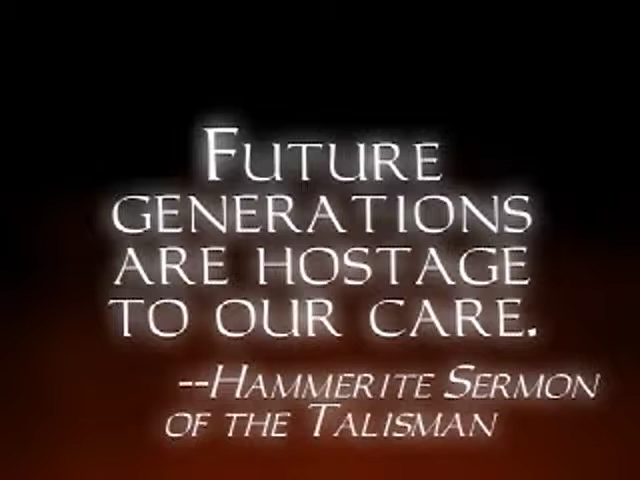 FUTURE
GENERATIONS
ARE HOSTAGE
TO OUR CARE.
--HAMMERITE SERMON
OF THE TALISMAN